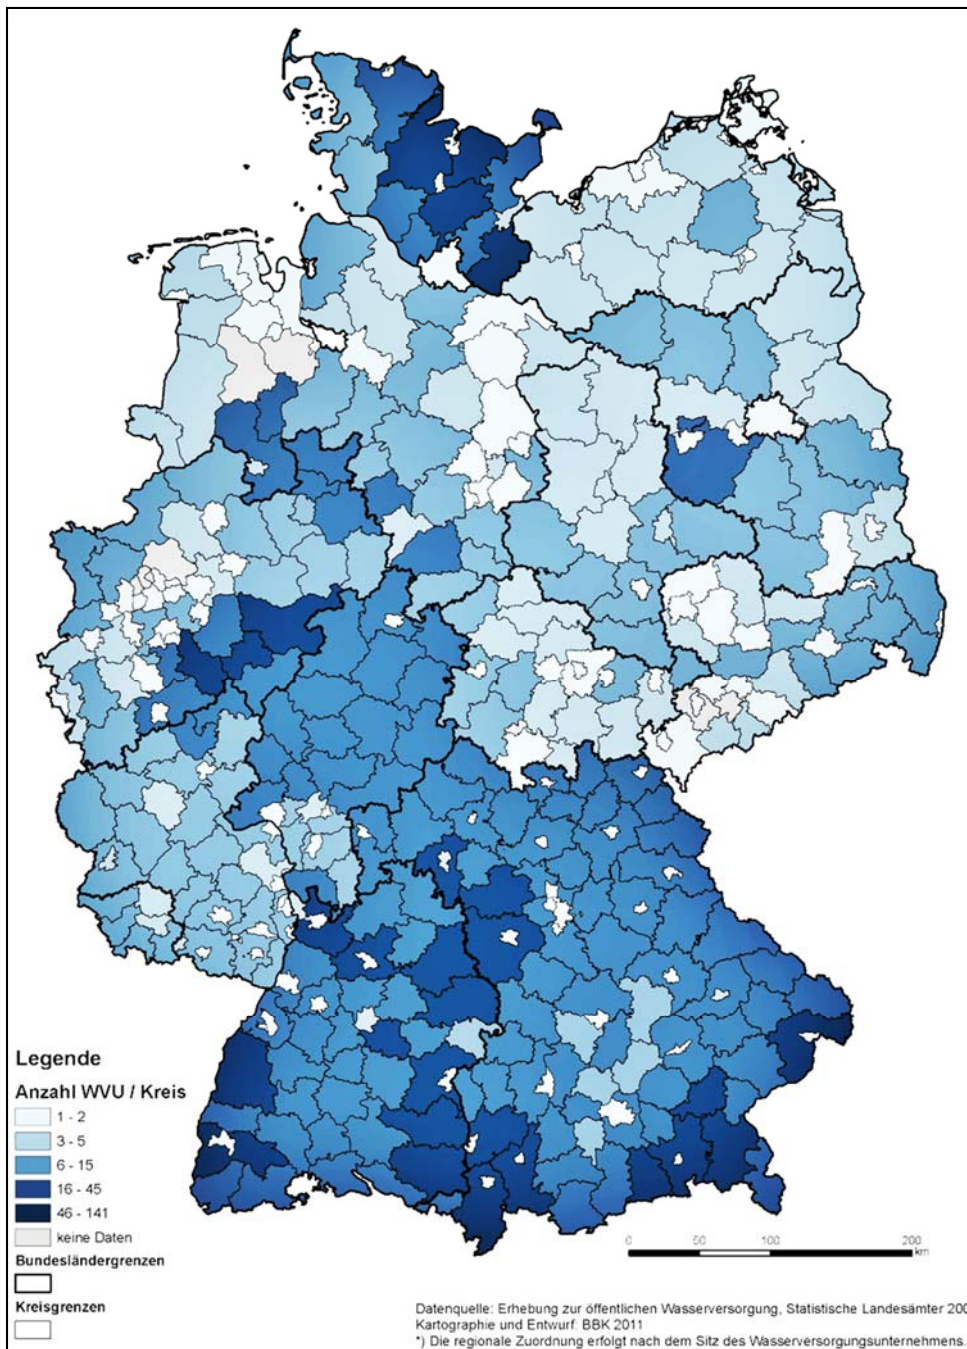 Legende
Anzahl WVU / Kreis
1 - 2
3 - 5
6 - 15
16 - 45
46 - 141
keine Daten
Bundesländergrenzen
Kreisgrenzen
0 50 100 200
km
Datenquelle: Erhebung zur öffentlichen Wasserversorgung, Statistische Landesämter 200
Kartographie und Entwurf: BBK 2011
*) Die regionale Zuordnung erfolgt nach dem Sitz des Wasserversorgungsunternehmens.